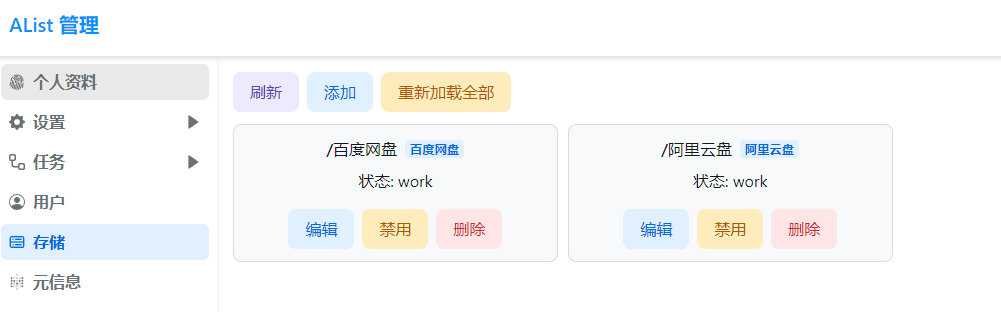 AList 管理
个人资料
设置
任务
用户
存储
元信息
刷新 添加 重新加载全部
/百度网盘 百度网盘
状态: work
编辑 禁用 删除
/阿里云盘 阿里云盘
状态: work
编辑 禁用 删除